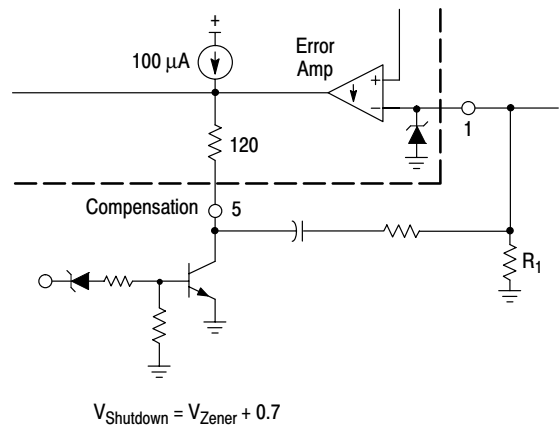 +
100 μA
Error
Amp
+
−
1
120
Compensation
5
R1
VShutdown = VZener + 0.7